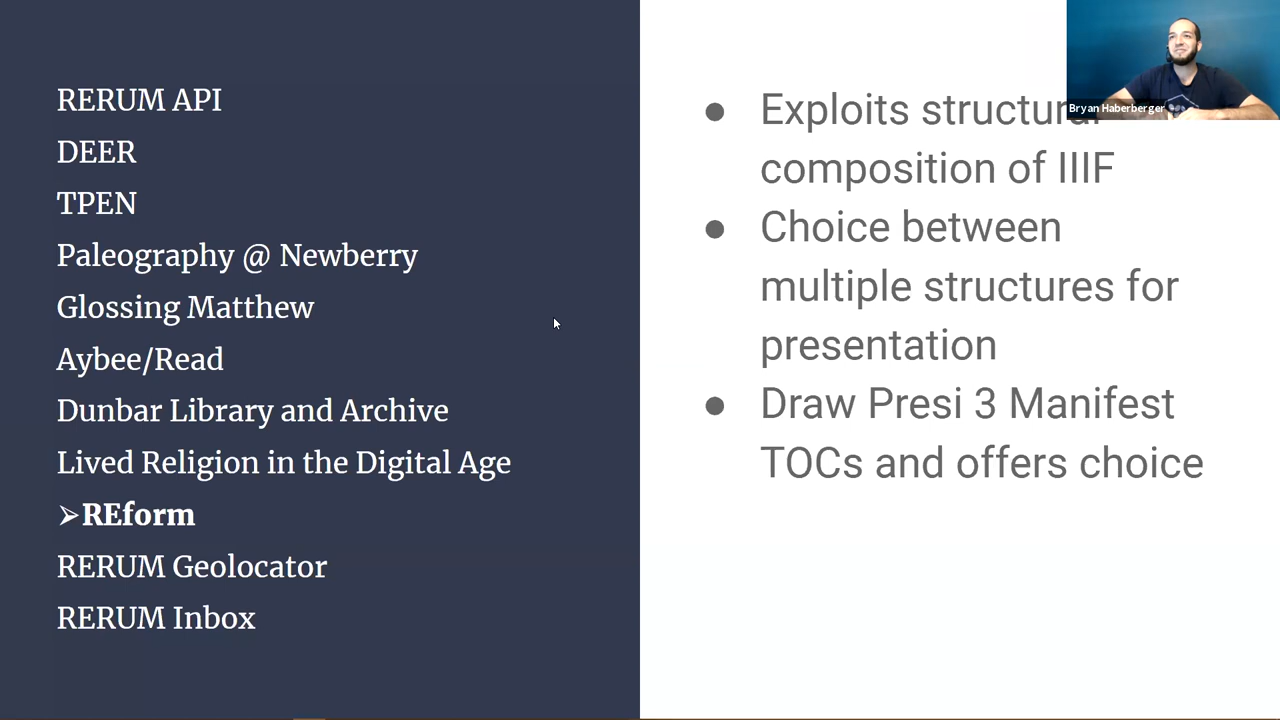 RERUM API
DEER
TPEN
Paleography @ Newberry
Glossing Matthew
Aybee/Read
Dunbar Library and Archive
Lived Religion in the Digital Age
➢REform
RERUM Geolocator
RERUM Inbox
● Exploits structural
composition of IIIF
● Choice between
multiple structures for
presentation
● Draw Presi 3 Manifest
TOCs and offers choice
Bryan Haberberger